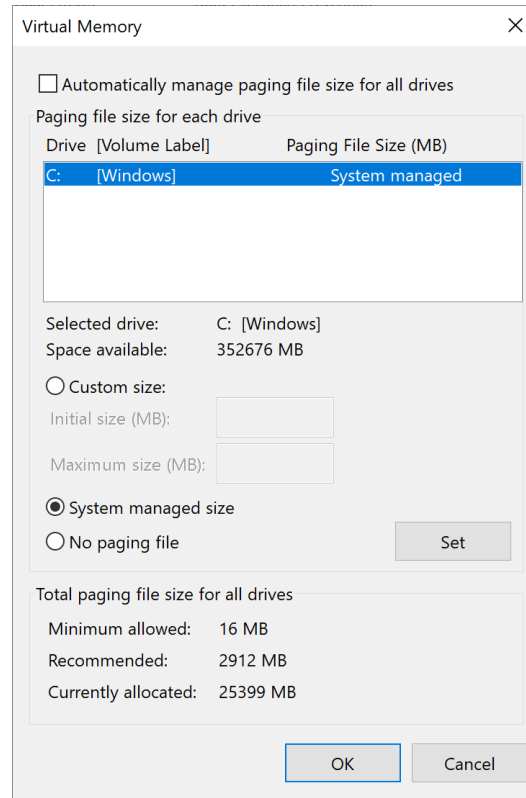 Virtual Memory
Automatically manage paging file size for all drives
Paging file size for each drive
Drive [Volume Label] Paging File Size (MB)
C: [Windows] System managed
Selected drive: C: [Windows]
Space available: 352676 MB
Custom size:
Initial size (MB):
Maximum size (MB):
System managed size
No paging file Set
Total paging file size for all drives
Minimum allowed: 16 MB
Recommended: 2912 MB
Currently allocated: 25399 MB
OK Cancel